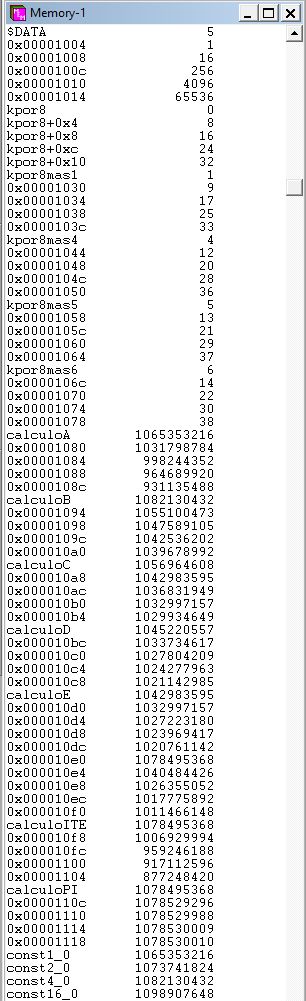 Memory-1
$DATA 5
0x00001004 1
0x00001008 16
0x0000100c 256
0x00001010 4096
0x00001014 65536
kpor8 0
kpor8+0x4 8
kpor8+0x8 16
kpor8+0xc 24
kpor8+0x10 32
kpor8mas1 1
0x00001030 9
0x00001034 17
0x00001038 25
0x0000103c 33
kpor8mas4 4
0x00001044 12
0x00001048 20
0x0000104c 28
0x00001050 36
kpor8mas5 5
0x00001058 13
0x0000105c 21
0x00001060 29
0x00001064 37
kpor8mas6 6
0x0000106c 14
0x00001070 22
0x00001074 30
0x00001078 38
calculoA 1065353216
0x00001080 1031798784
0x00001084 998244352
0x00001088 964689920
0x0000108c 931135488
calculoB 1082130432
0x00001094 1055100473
0x00001098 1047589105
0x0000109c 1042536202
0x000010a0 1039678992
calculoC 1056964608
0x000010a8 1042983595
0x000010ac 1036831949
0x000010b0 1032997157
0x000010b4 1029934649
calculoD 1045220557
0x000010bc 1033734617
0x000010c0 1027804209
0x000010c4 1024277963
0x000010c8 1021142985
calculoE 1042983595
0x000010d0 1032997157
0x000010d4 1027223180
0x000010d8 1023969417
0x000010dc 1020761142
0x000010e0 1078495368
0x000010e4 1040484426
0x000010e8 1026355052
0x000010ec 1017775892
0x000010f0 1011466148
calculoITE 1078495368
0x000010f8 1006929994
0x000010fc 959246188
0x00001100 917112596
0x00001104 877248420
calculoPI 1078495368
0x0000110c 1078529296
0x00001110 1078529988
0x00001114 1078530009
0x00001118 1078530010
const1_0 1065353216
const2_0 1073741824
const4_0 1082130432
const16_0 1098907648